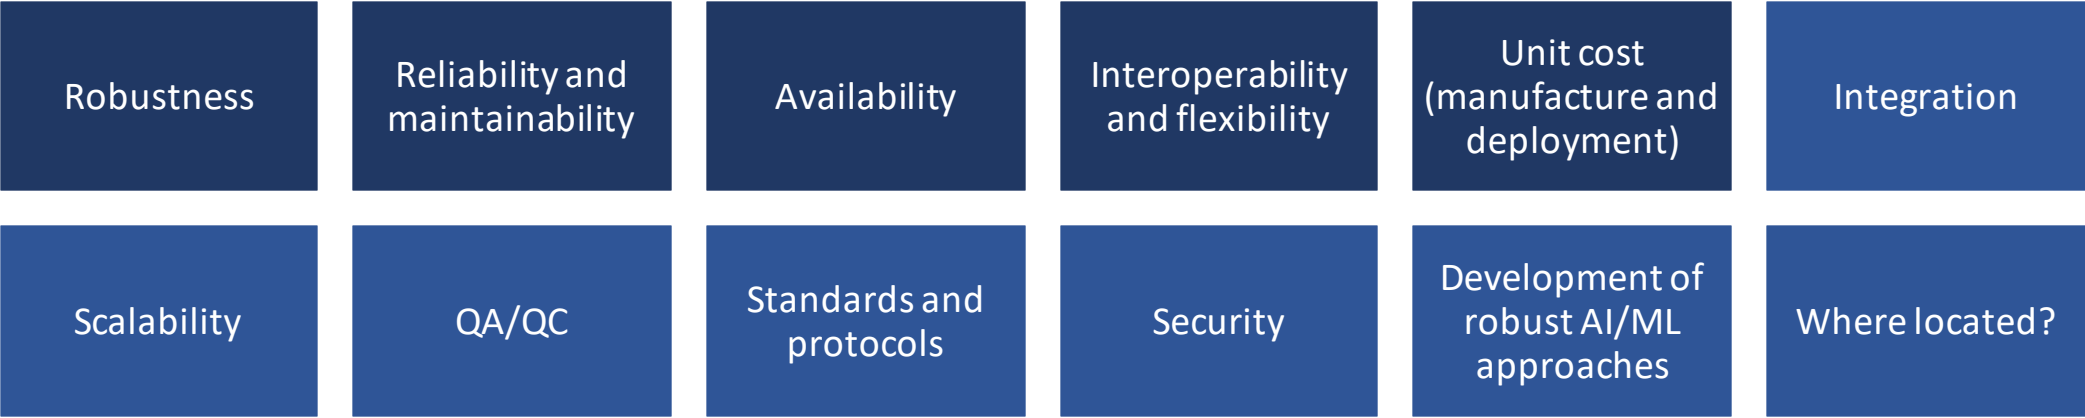 Robustness
Reliability and
maintainability
Availability
Interoperability
and flexibility
Unit cost
(manufacture and
deployment)
Integration
Scalability
QA/QC
Standards and
protocols
Security
Development of
robust AI/ML
approaches
Where located?